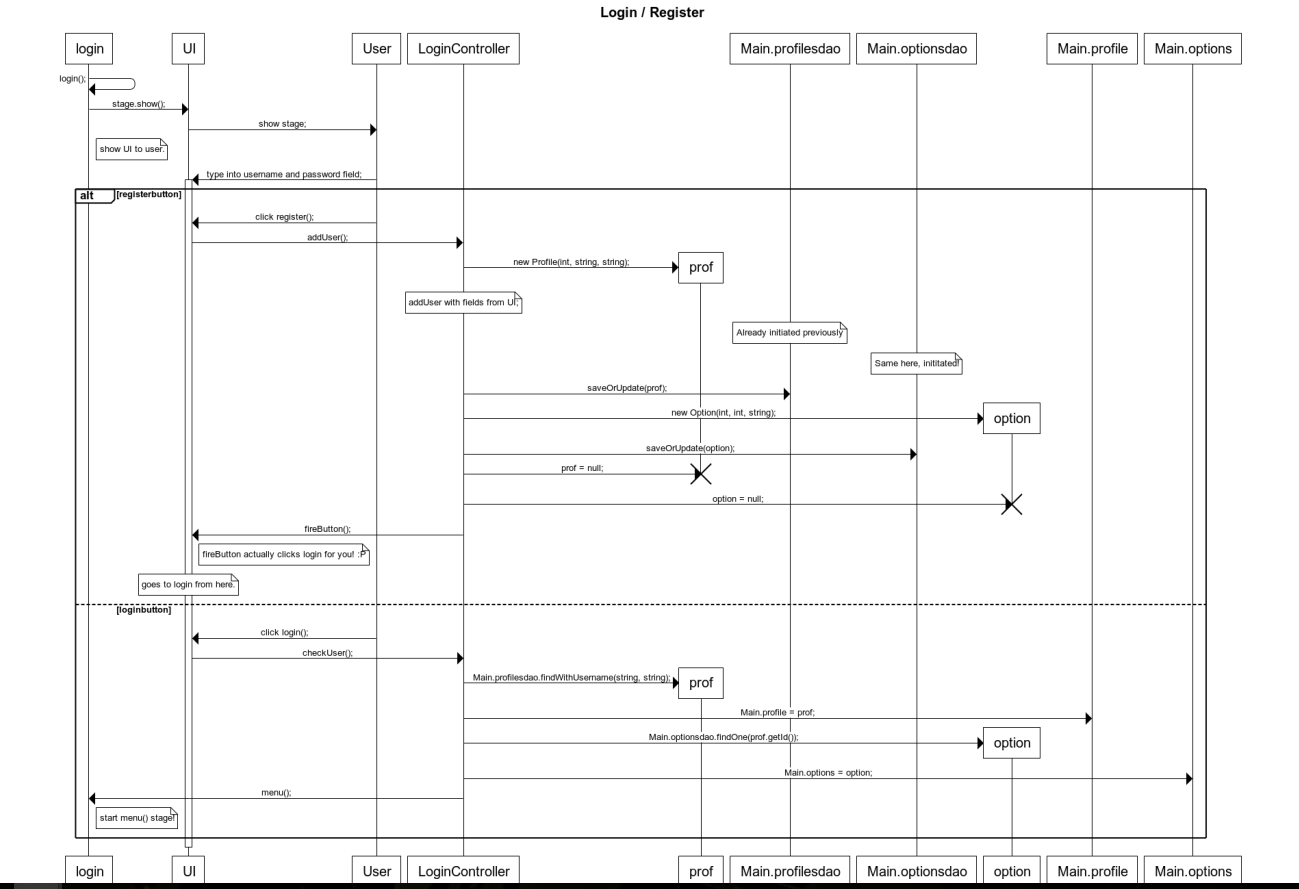 Login / Register
login UI User LoginController Main.profilesdao Main.optionsdao Main.profile Main.options
login();
stage.show();
show stage;
show UI to user.
type into username and password field;
alt [registerbutton]
click register();
addUser();
new Profile(int, string, string); prof
addUser with fields from UI;
Already initiated previously
Same here, inititated!
saveOrUpdate(prof);
new Option(int, int, string); option
saveOrUpdate(option);
prof = null;
option = null;
fireButton();
fireButton actually clicks login for you! :P
goes to login from here.
[loginbutton]
click login();
checkUser();
Main.profilesdao.findWithUsername(string, string); prof
Main.profile = prof;
Main.optionsdao.findOne(prof.getId()); option
Main.options = option;
menu();
start menu() stage!
login UI User LoginController prof Main.profilesdao Main.optionsdao option Main.profile Main.options